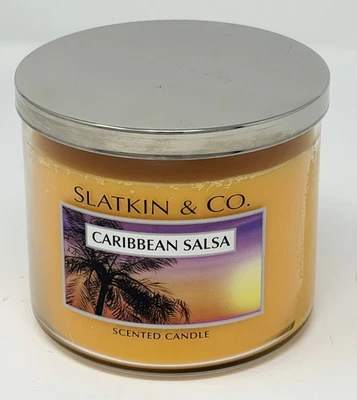 SLATKIN & CO.
CARIBBEAN SALSA
SCENTED CANDLE